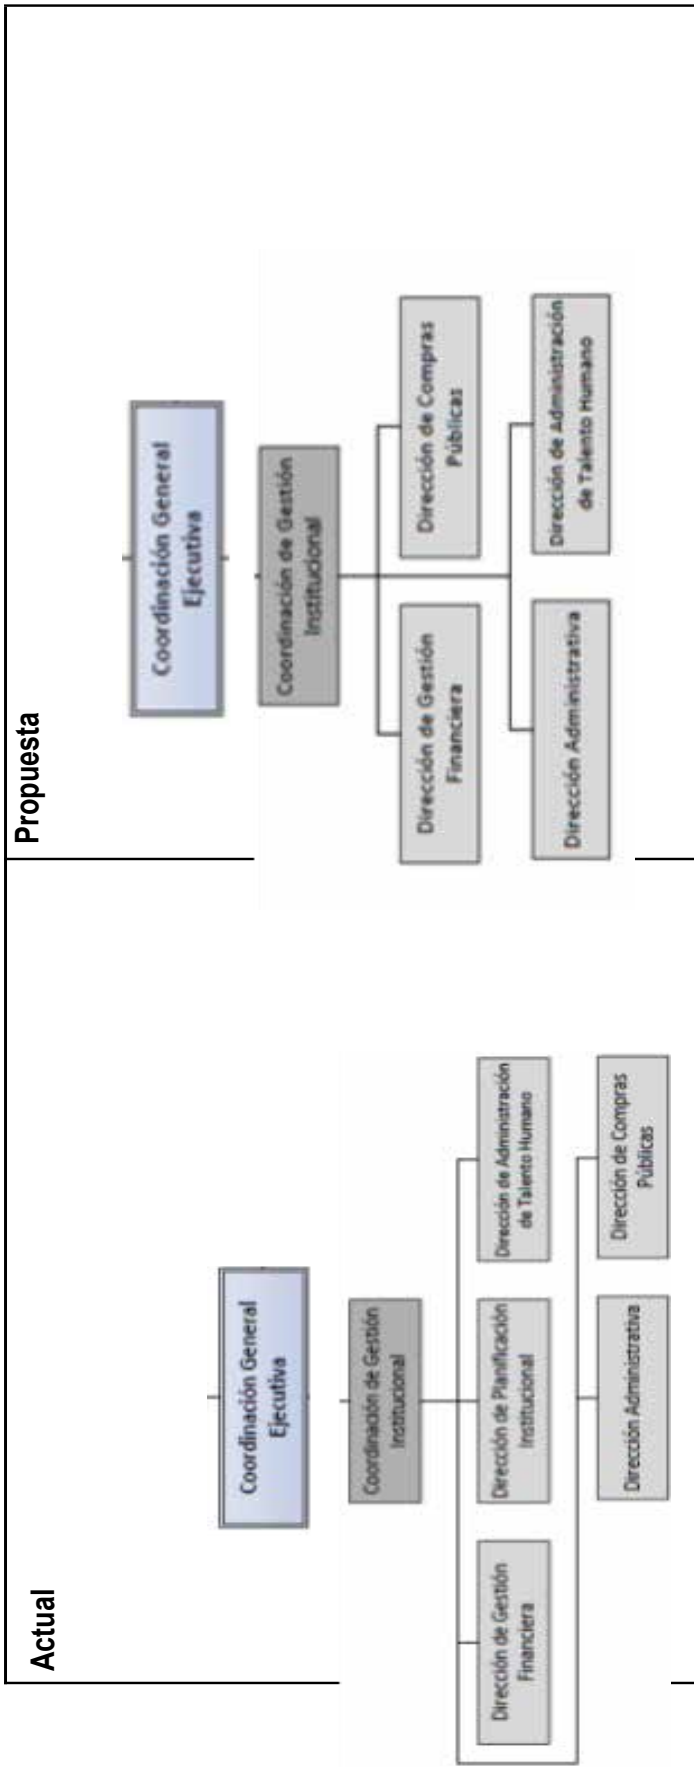 Actual
Coordinación General
Ejecutiva
Coordinación de Gestión
Institucional
Dirección de Gestión
Financiera
Dirección de Planificación
Institucional
Dirección de Administración
de Talento Humano
Dirección Administrativa
Dirección de Compras
Públicas
Propuesta
Coordinación General
Ejecutiva
Coordinación de Gestión
Institucional
Dirección de Gestión
Financiera
Dirección de Compras
Públicas
Dirección Administrativa
Dirección de Administración
de Talento Humano